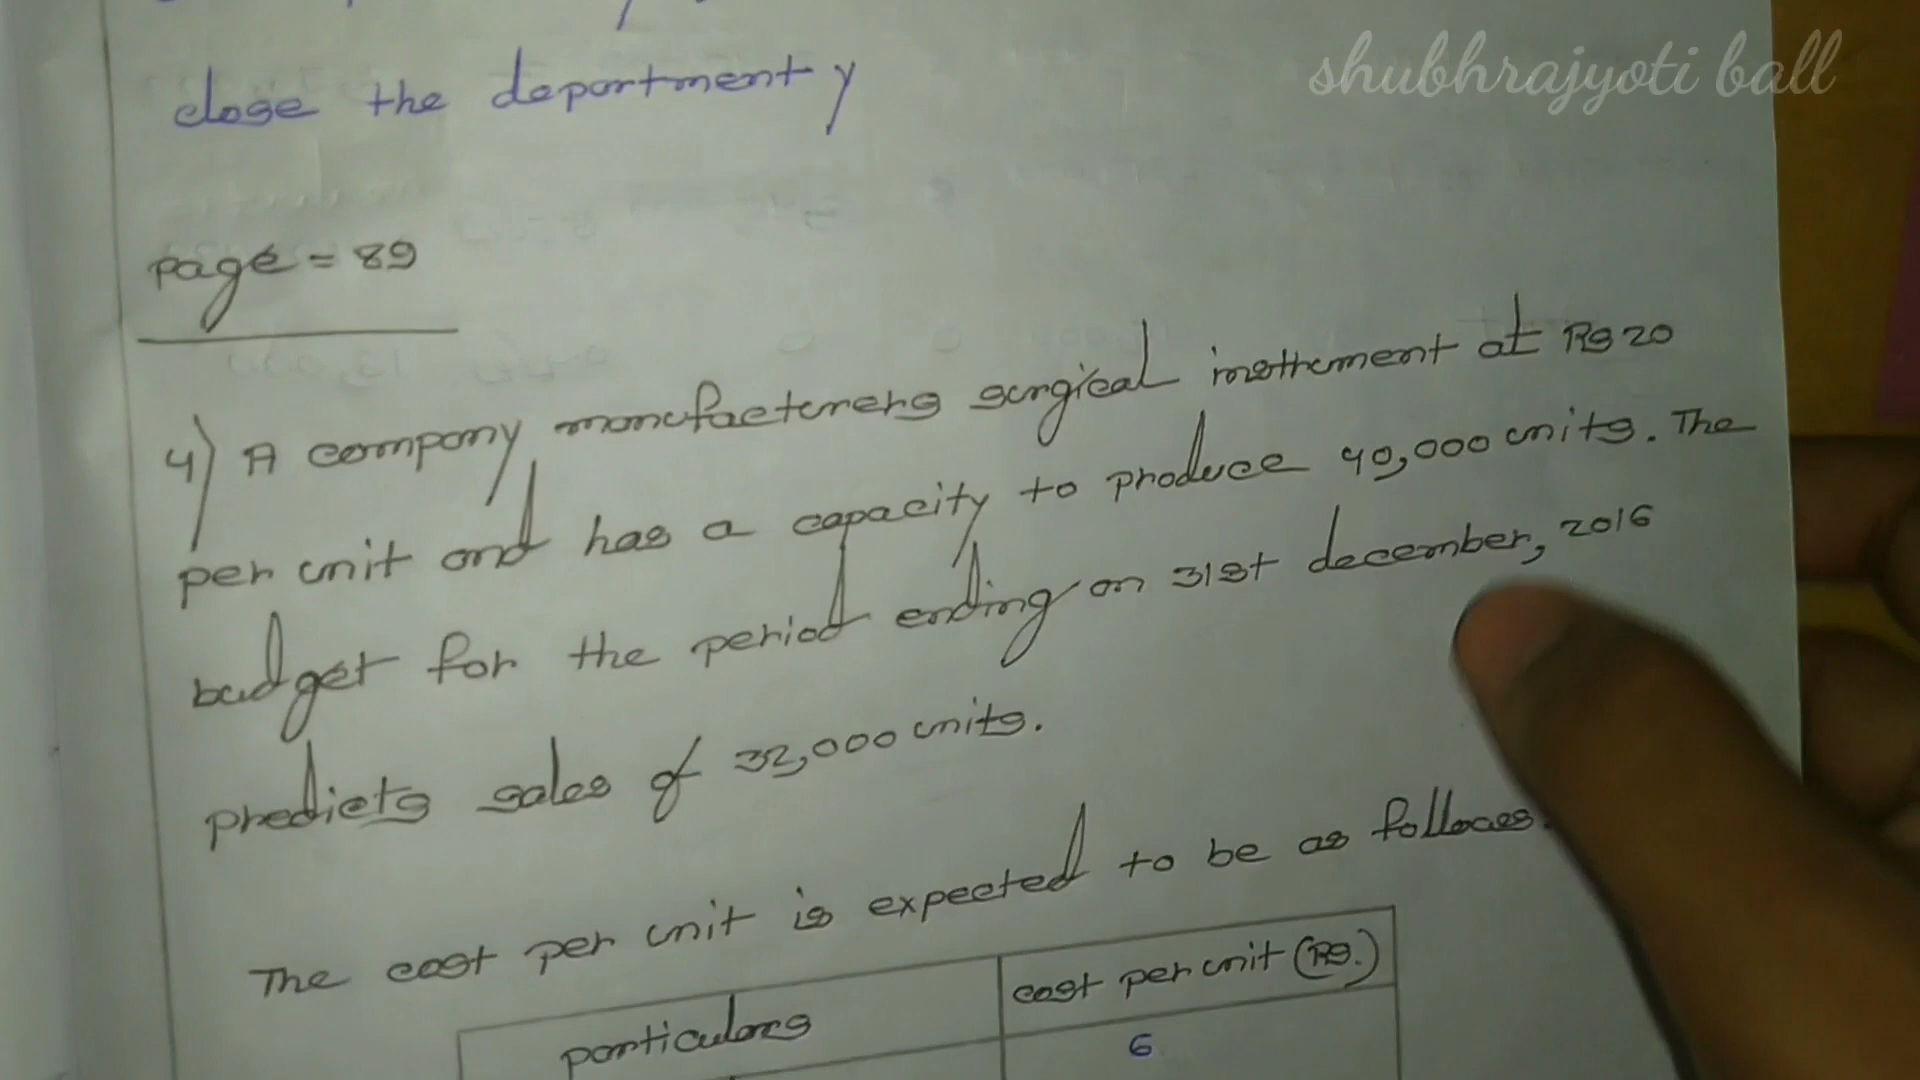 shubhrajyoti ball
close the department
page = 89
4) A company manufacturers surgical instrument at Rs 20
per unit and has a capacity to produce 40,000 units. The
budget for the period ending on 31st december, 2016
predicts sales of 32,000 units.
The cost per unit is expected to be as follows.
particulars cost per unit (Rs.)
6